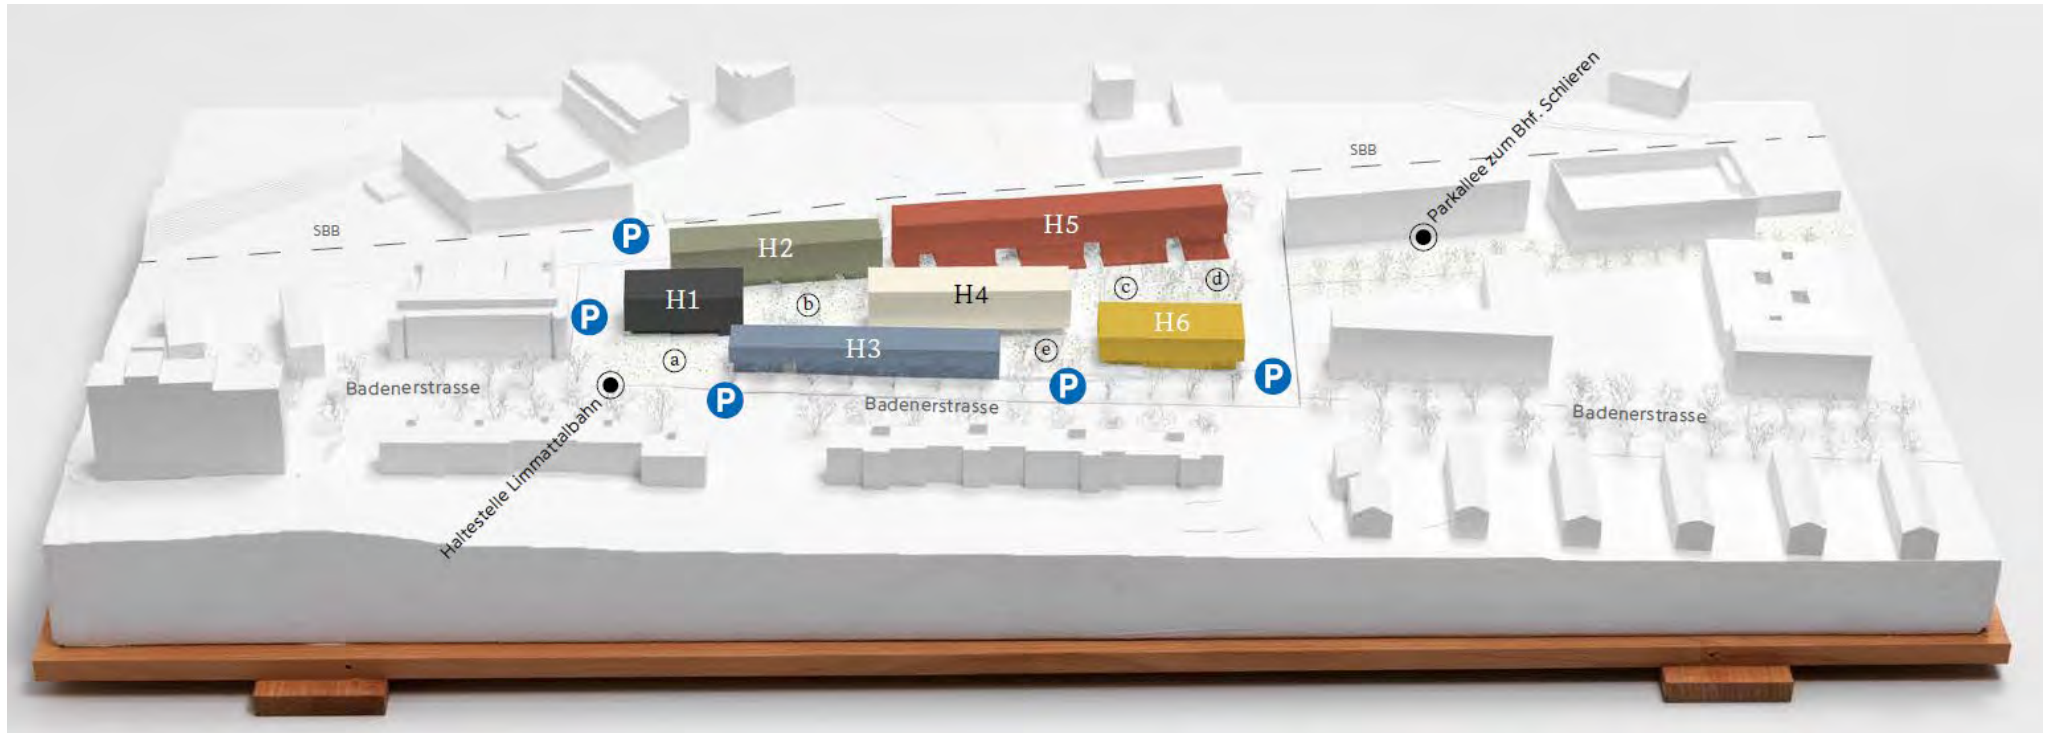 Parkallee zum Bhf. Schlieren
SBB
SBB
P
H5
H2
H1
H4
H6
H3
d
c
b
P
a
e
P
P
P
Badenerstrasse
Badenerstrasse
Badenerstrasse
Haltestelle Limmattalbahn